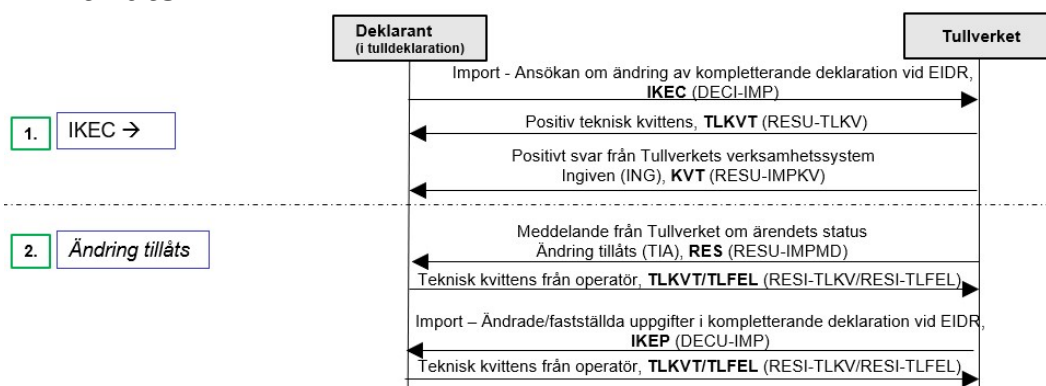 Deklarant
(i tulldeklaration)
Tullverket
Import - Ansökan om ändring av kompletterande deklaration vid EIDR,
IKEC (DECI-IMP)
1.
IKEC →
Positiv teknisk kvittens, TLKVT (RESU-TLKV)
Positivt svar från Tullverkets verksamhetssystem
Ingiven (ING), KVT (RESU-IMPKV)
2.
Ändring tillåts
Meddelande från Tullverket om ärendets status
Ändring tillåts (TIA), RES (RESU-IMPMD)
Teknisk kvittens från operatör, TLKVT/TLFEL (RESI-TLKV/RESI-TLFEL)
Import – Ändrade/fastställda uppgifter i kompletterande deklaration vid EIDR,
IKEP (DECU-IMP)
Teknisk kvittens från operatör, TLKVT/TLFEL (RESI-TLKV/RESI-TLFEL)